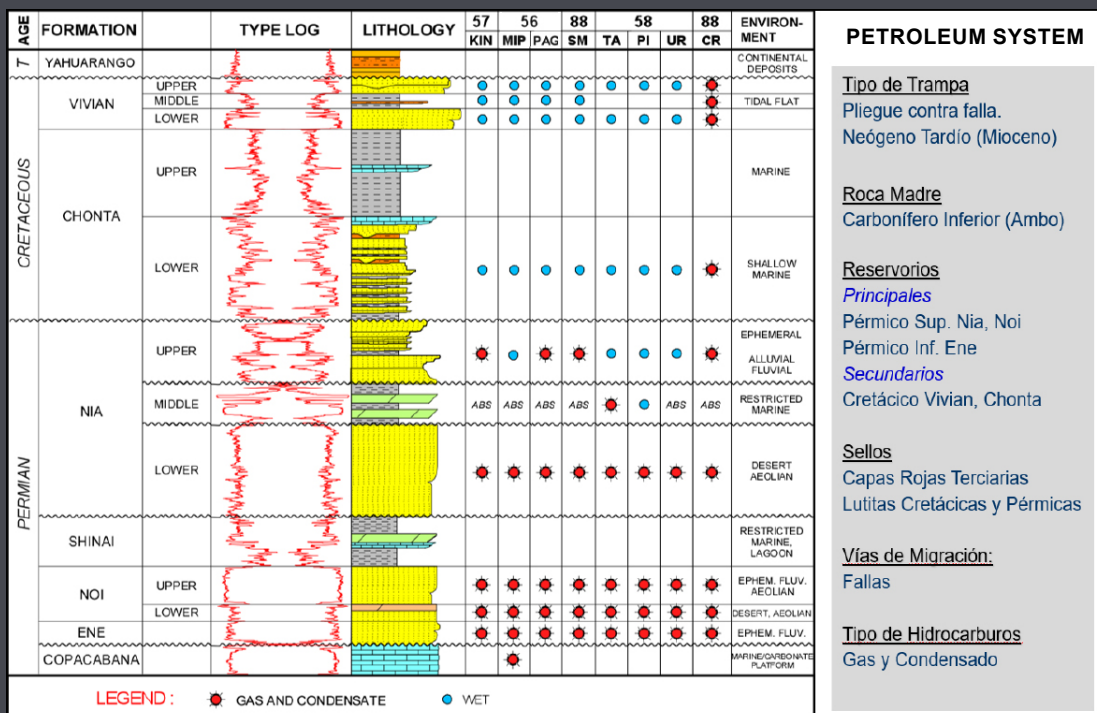 AGE FORMATION TYPE LOG LITHOLOGY 57 56 88 58 88 ENVIRON-MENT
KIN MIP PAG SM TA PI UR CR
T YAHUARANGO CONTINENTAL DEPOSITS
CRETACEOUS
VIVIAN
UPPER
MIDDLE TIDAL FLAT
LOWER
CHONTA
UPPER MARINE
LOWER SHALLOW MARINE
PERMIAN
NIA
UPPER EPHEMERAL ALLUVIAL FLUVIAL
MIDDLE ABS ABS ABS ABS ABS ABS RESTRICTED MARINE
LOWER DESERT AEOLIAN
SHINAI RESTRICTED MARINE, LAGOON
NOI
UPPER EPHEM. FLUV. AEOLIAN
LOWER DESERT, AEOLIAN
ENE EPHEM. FLUV.
COPACABANA MARINE/CARBONATE PLATFORM
LEGEND : GAS AND CONDENSATE WET
PETROLEUM SYSTEM
Tipo de Trampa
Pliegue contra falla.
Neógeno Tardío (Mioceno)
Roca Madre
Carbonífero Inferior (Ambo)
Reservorios
Principales
Pérmico Sup. Nia, Noi
Pérmico Inf. Ene
Secundarios
Cretácico Vivian, Chonta
Sellos
Capas Rojas Terciarias
Lutitas Cretácicas y Pérmicas
Vías de Migración:
Fallas
Tipo de Hidrocarburos
Gas y Condensado